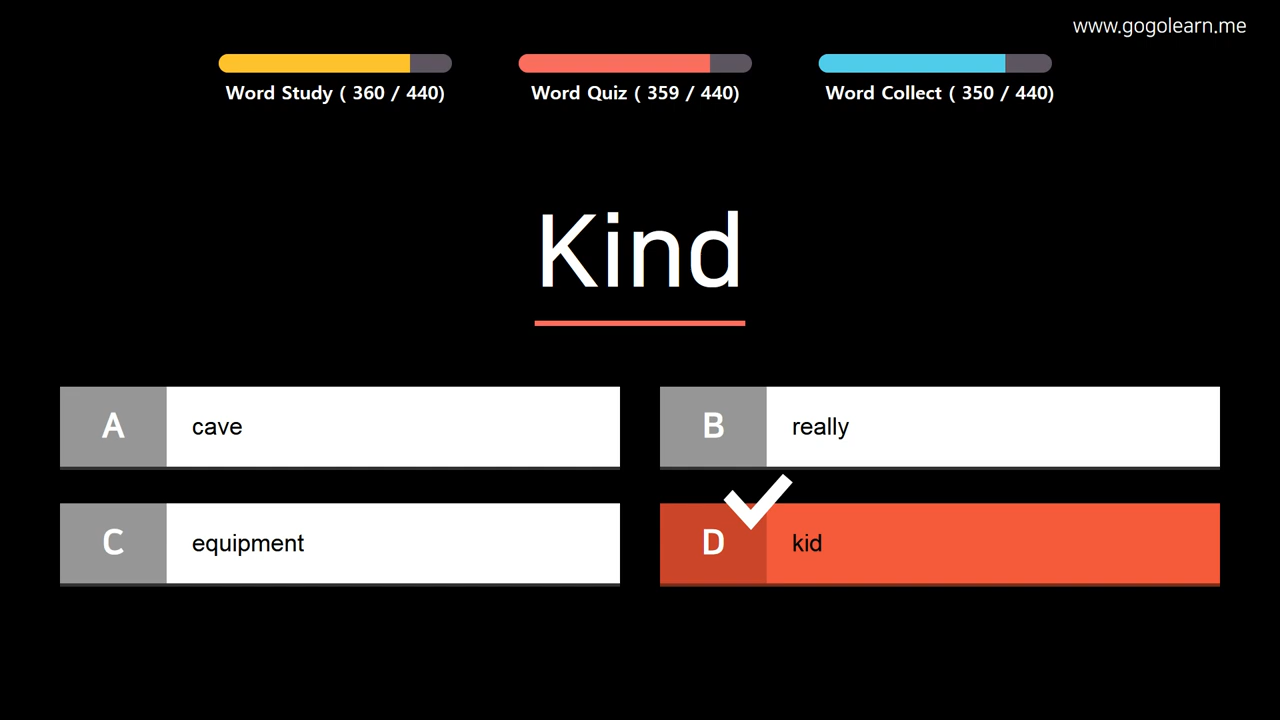 www.gogolearn.me
Word Study ( 360 / 440)
Word Quiz ( 359 / 440)
Word Collect ( 350 / 440)
Kind
A cave
B really
C equipment
D kid